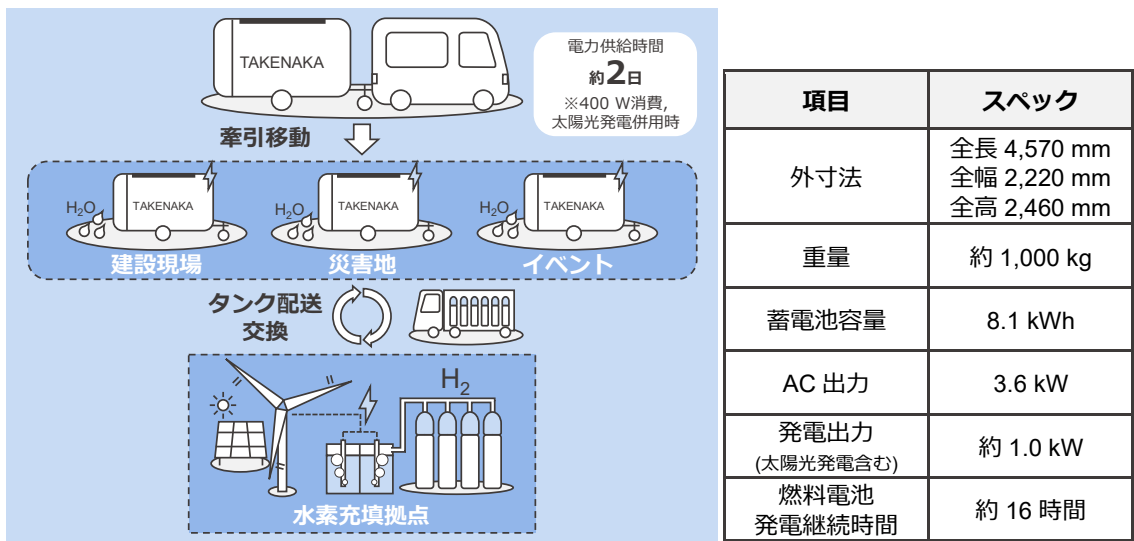 TAKENAKA
電力供給時間
約2日
※400 W消費,
太陽光発電併用時
牽引移動
H₂O
TAKENAKA
建設現場
H₂O
TAKENAKA
災害地
H₂O
TAKENAKA
イベント
タンク配送
交換
H₂
水素充填拠点
項目 スペック
外寸法
全長 4,570 mm
全幅 2,220 mm
全高 2,460 mm
重量 約 1,000 kg
蓄電池容量 8.1 kWh
AC 出力 3.6 kW
発電出力
(太陽光発電含む)
約 1.0 kW
燃料電池
発電継続時間
約 16 時間